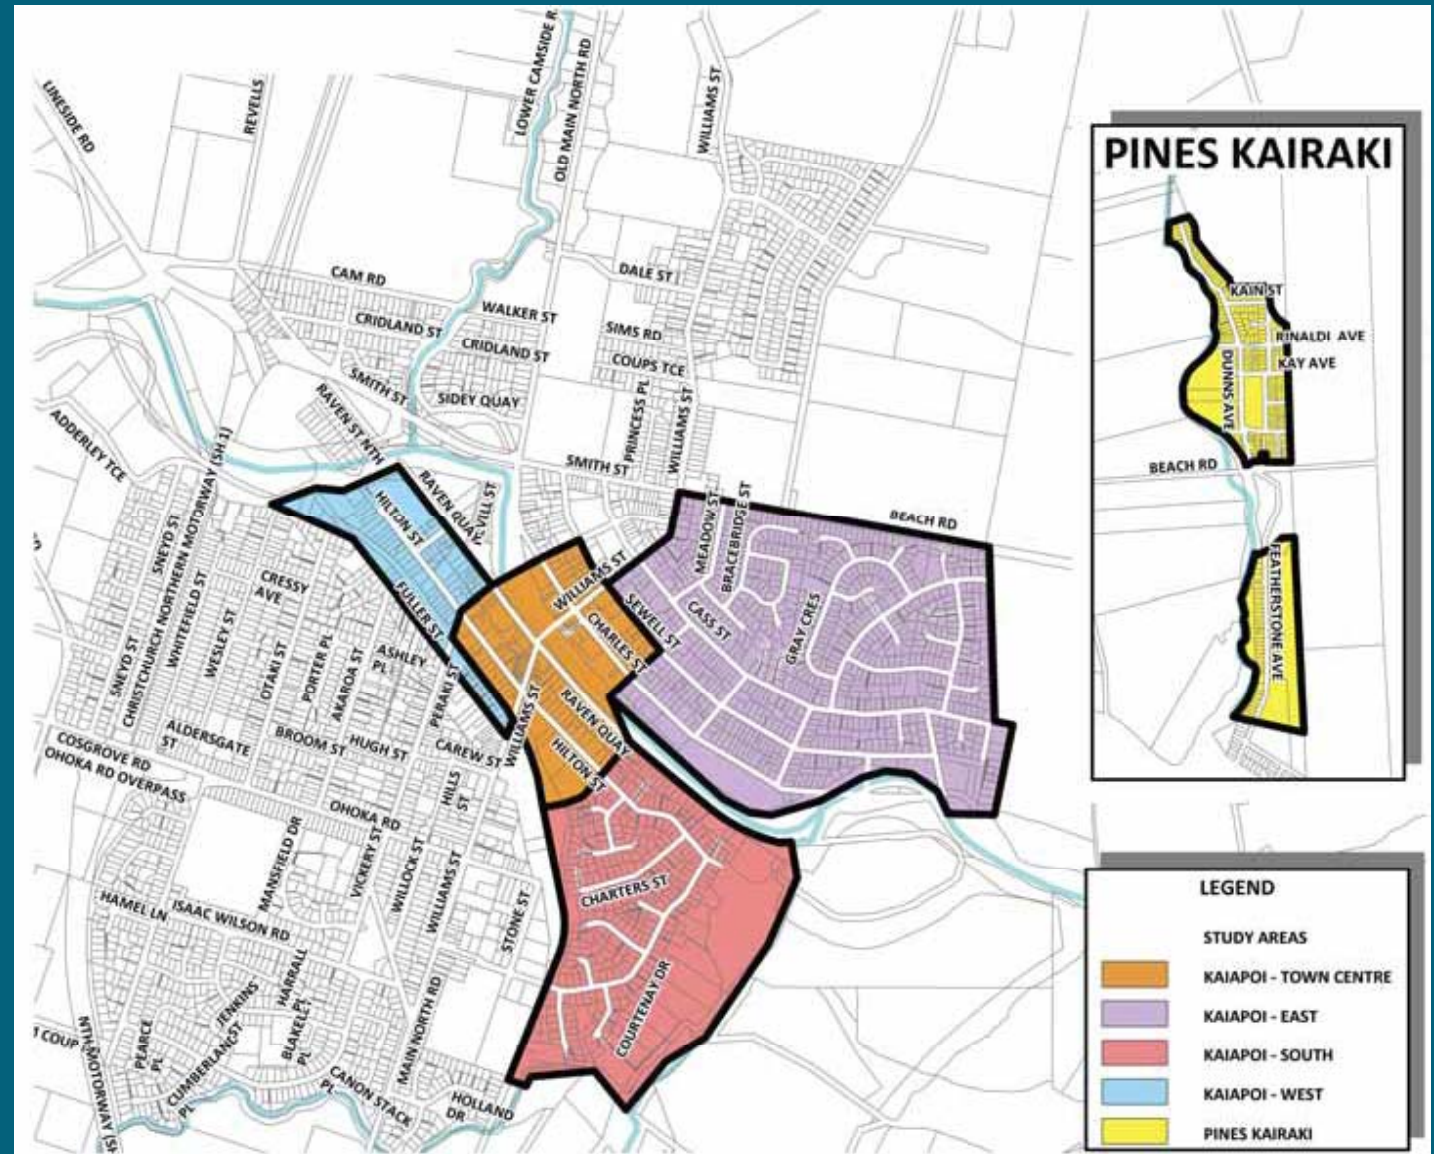 LINESIDE RD
REVELLS
LOWER CAMSIDE R
OLD MAIN NORTH RD
WILLIAMS ST
PINES KAIRAKI
CAM RD
DALE ST
KAIN ST
WALKER ST
CRIDLAND ST
SIMS RD
RINALDI AVE
CRIDLAND ST
COUPS TCE
KAY AVE
SMITH ST
SIDEY QUAY
PRINCESS PL
WILLIAMS ST
DUNNS AVE
RAVEN ST NTH
ADDERLEY TCE
SMITH ST
BEACH RD
CHRISTCHURCH NORTHERN MOTORWAY (SH 1)
RAVEN QUAY
HILTON ST
MEADOW ST
BRACEBRIDGE ST
BEACH RD
SNEYD ST
WHITEFIELD ST
CRESSY
AVE
FULLER ST
WILLIAMS ST
SEWELL ST
CASS ST
CHARLES ST
GRAY CRES
FEATHERSTONE AVE
SNEYD ST
WESLEY ST
OTAKI ST
PORTER PL
AKAROA ST
ASHLEY
PL
PERAKI ST
WILLIAMS ST
RAVEN QUAY
HILTON ST
ALDERSGATE
ST
BROOM ST
HUGH ST
CAREW ST
COSGROVE RD
OHOKA RD OVERPASS
HILLS
ST
OHOKA RD
MANSFIELD DR
VICKERY ST
WILLOCK ST
WILLIAMS ST
STONE ST
CHARTERS ST
HAMEL LN
ISAAC WILSON RD
COURTENAY DR
HARRALL
PL
JENKINS
ST
BLAKELEY
PL
MAIN NORTH RD
PEARCE
PL
CUMBERLAND
PL
CANON STACK
PL
HOLLAND
DR
NTH MOTORWAY (SH
LEGEND
STUDY AREAS
KAIAPOI - TOWN CENTRE
KAIAPOI - EAST
KAIAPOI - SOUTH
KAIAPOI - WEST
PINES KAIRAKI